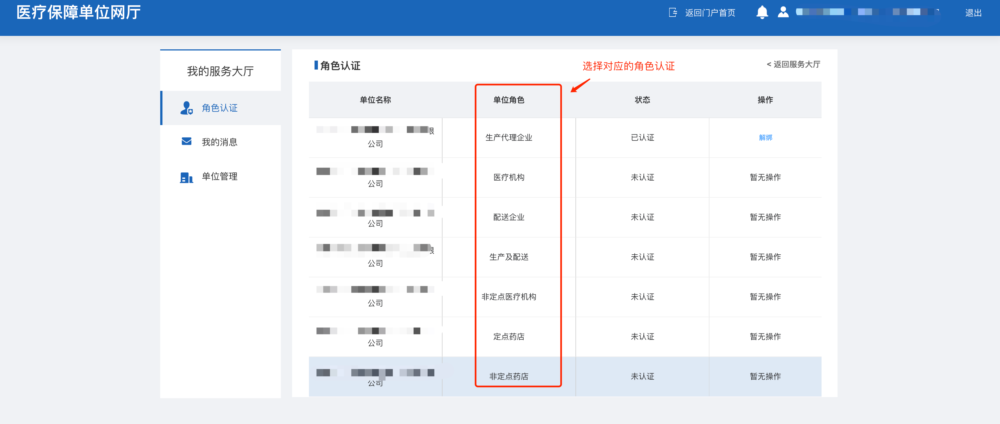 医疗保障单位网厅
返回门户首页
退出
我的服务大厅
角色认证
我的消息
单位管理
角色认证
选择对应的角色认证
< 返回服务大厅
单位名称 单位角色 状态 操作
限
公司 生产代理企业 已认证 解绑
公司 医疗机构 未认证 暂无操作
公司 配送企业 未认证 暂无操作
限
公司 生产及配送 未认证 暂无操作
公司 非定点医疗机构 未认证 暂无操作
公司 定点药店 未认证 暂无操作
公司 非定点药店 未认证 暂无操作